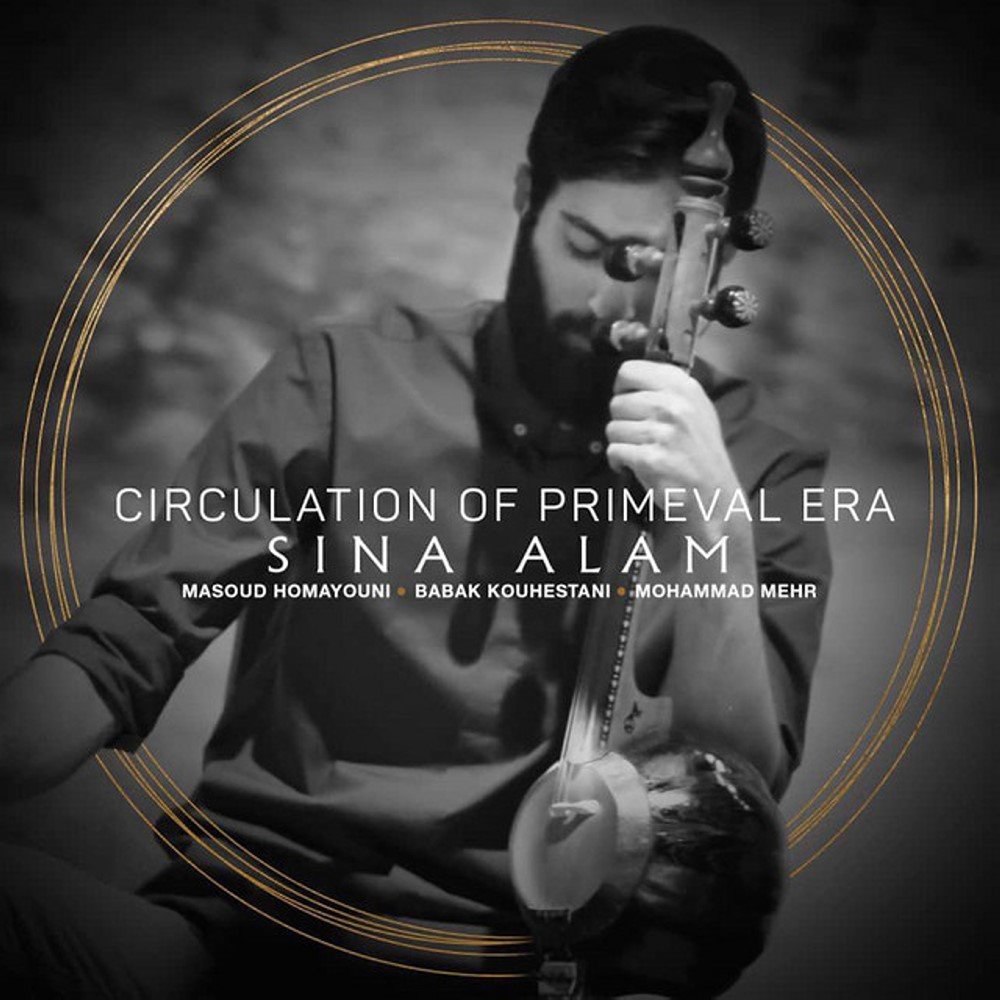 CIRCULATION OF PRIMEVAL ERA
SINA ALAM
MASOUD HOMAYOUNI • BABAK KOUHESTANI • MOHAMMAD MEHR